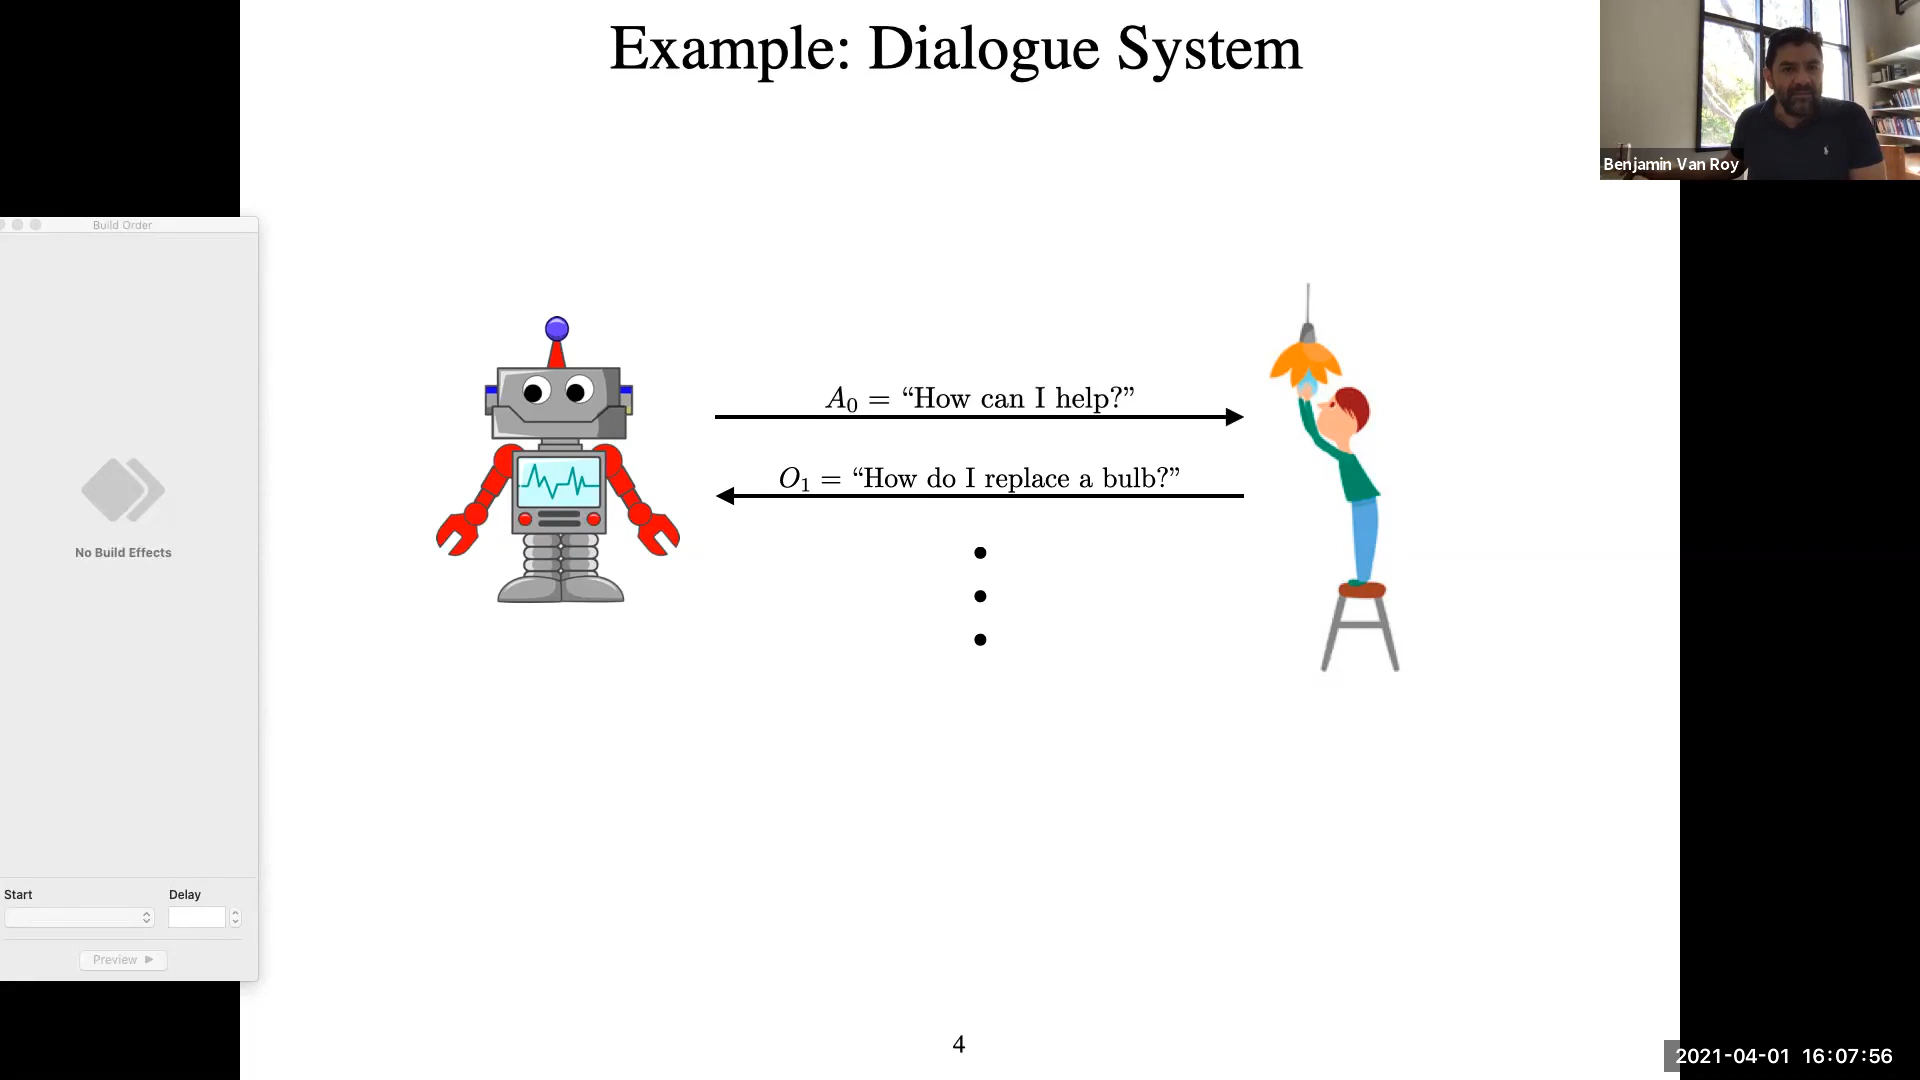 Example: Dialogue System
Benjamin Van Roy
Build Order
A₀ = “How can I help?”
O₁ = “How do I replace a bulb?”
No Build Effects
Start Delay
Preview
4
2021-04-01 16:07:56